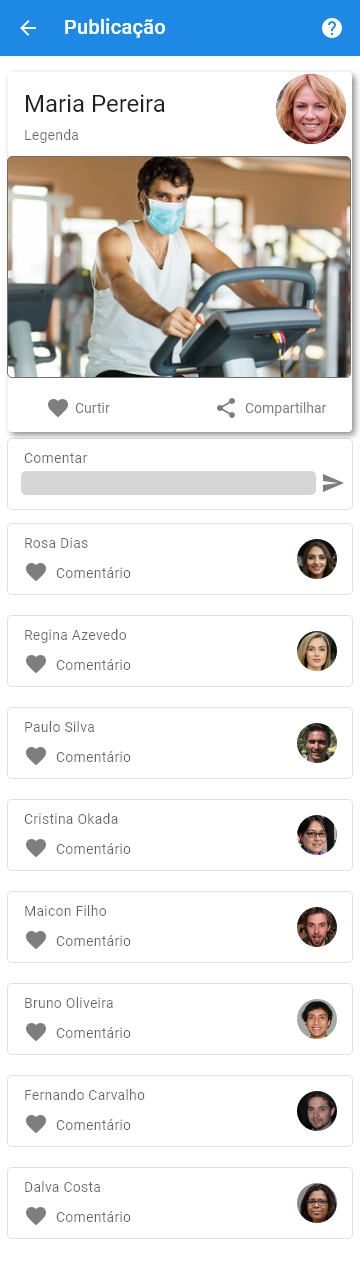 Publicação
Maria Pereira
Legenda
Curtir
Compartilhar
Comentar
Rosa Dias
Comentário
Regina Azevedo
Comentário
Paulo Silva
Comentário
Cristina Okada
Comentário
Maicon Filho
Comentário
Bruno Oliveira
Comentário
Fernando Carvalho
Comentário
Dalva Costa
Comentário